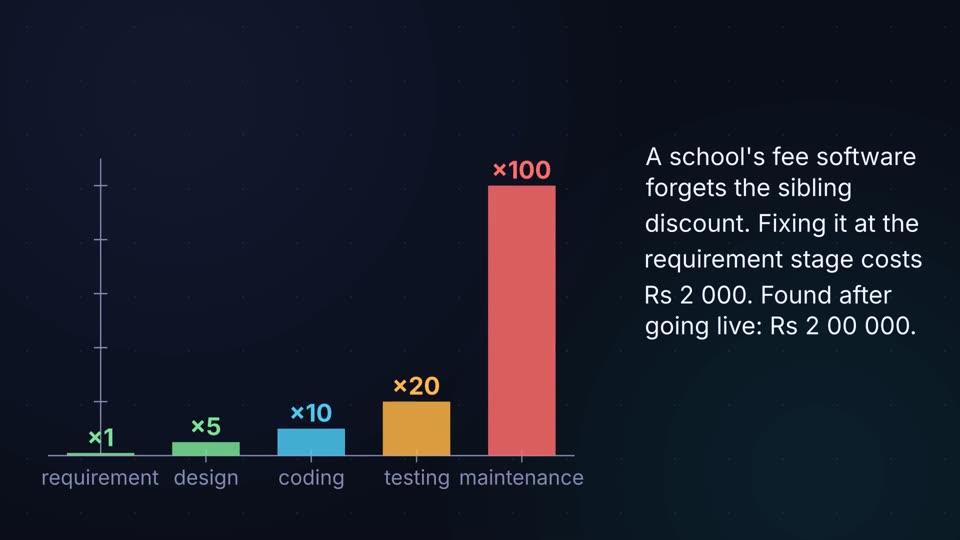 ×1
×5
×10
×20
×100
requirement
design
coding
testing
maintenance
A school's fee software
forgets the sibling
discount. Fixing it at the
requirement stage costs
Rs 2 000. Found after
going live: Rs 2 00 000.